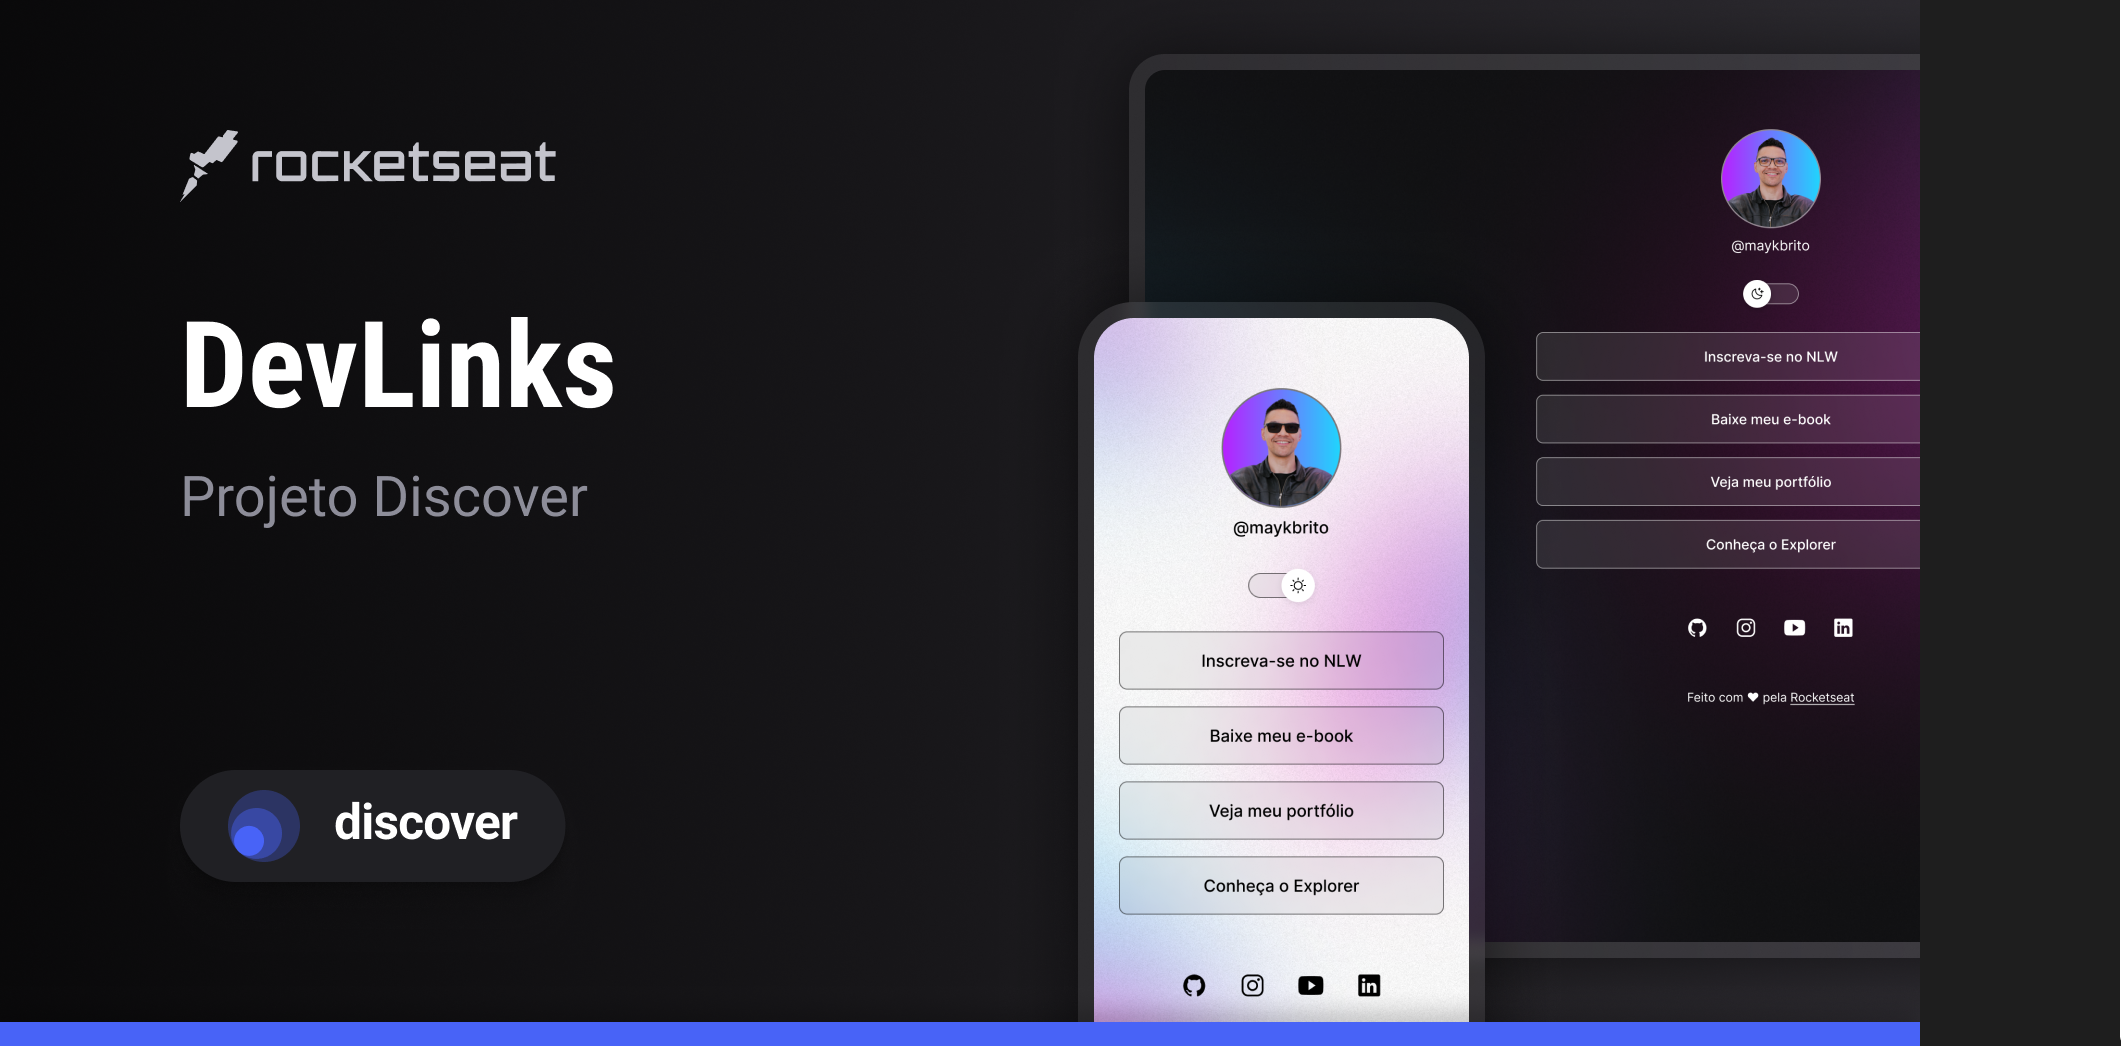 rocketseat
DevLinks
Projeto Discover
discover
@maykbrito
Inscreva-se no NLW
Baixe meu e-book
Veja meu portfólio
Conheça o Explorer
@maykbrito
Inscreva-se no NLW
Baixe meu e-book
Veja meu portfólio
Conheça o Explorer
Feito com ♥ pela Rocketseat